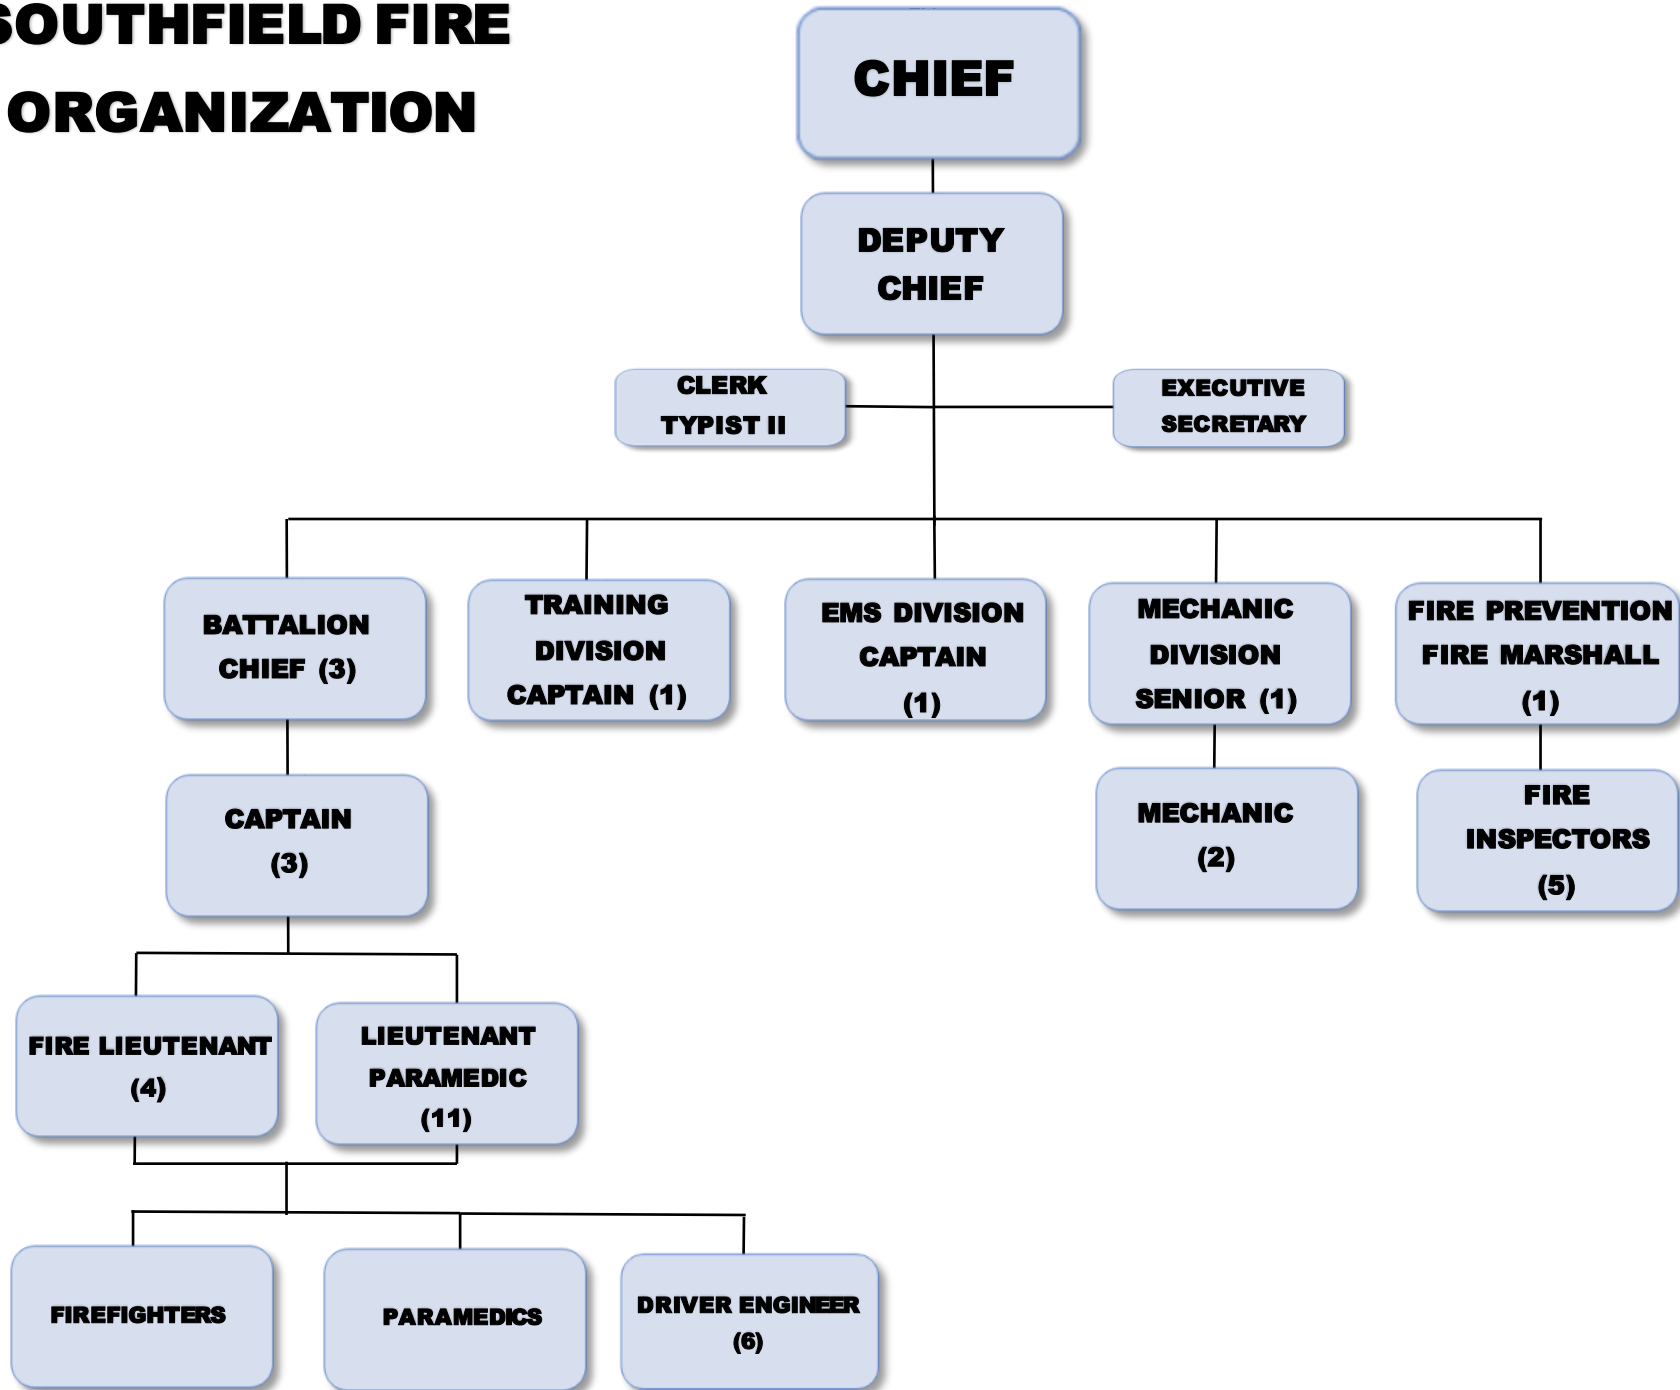 SOUTHFIELD FIRE
ORGANIZATION
CHIEF
DEPUTY
CHIEF
CLERK
TYPIST II
EXECUTIVE
SECRETARY
BATTALION
CHIEF (3)
TRAINING
DIVISION
CAPTAIN (1)
EMS DIVISION
CAPTAIN
(1)
MECHANIC
DIVISION
SENIOR (1)
FIRE PREVENTION
FIRE MARSHALL
(1)
CAPTAIN
(3)
MECHANIC
(2)
FIRE
INSPECTORS
(5)
FIRE LIEUTENANT
(4)
LIEUTENANT
PARAMEDIC
(11)
FIREFIGHTERS
PARAMEDICS
DRIVER ENGINEER
(6)